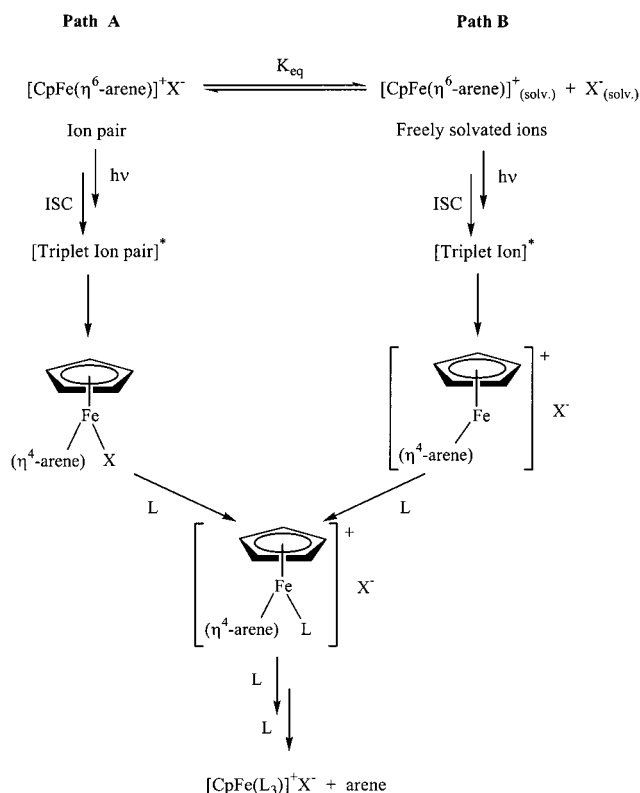 Path A Path B
K_eq
[CpFe(η⁶-arene)]⁺X⁻ [CpFe(η⁶-arene)]⁺(solv.) + X⁻(solv.)
Ion pair Freely solvated ions
hν hν
ISC ISC
[Triplet Ion pair]* [Triplet Ion]*
+
Fe Fe X⁻
(η⁴-arene) X (η⁴-arene)
L L
+
Fe X⁻
(η⁴-arene) L
L
L
[CpFe(L₃)]⁺X⁻ + arene